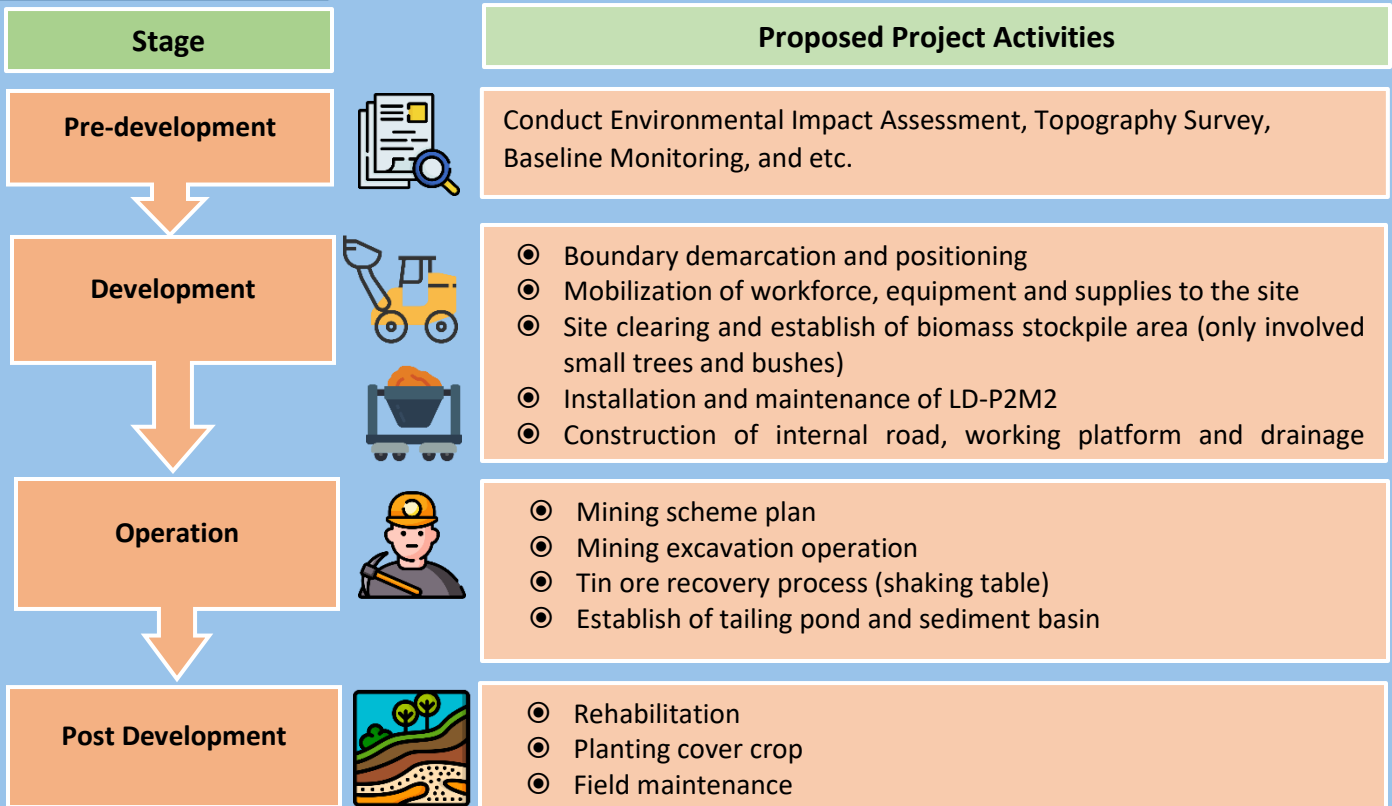 Stage
Proposed Project Activities
Pre-development
Conduct Environmental Impact Assessment, Topography Survey,
Baseline Monitoring, and etc.
Development
◉ Boundary demarcation and positioning
◉ Mobilization of workforce, equipment and supplies to the site
◉ Site clearing and establish of biomass stockpile area (only involved
small trees and bushes)
◉ Installation and maintenance of LD-P2M2
◉ Construction of internal road, working platform and drainage
Operation
◉ Mining scheme plan
◉ Mining excavation operation
◉ Tin ore recovery process (shaking table)
◉ Establish of tailing pond and sediment basin
Post Development
◉ Rehabilitation
◉ Planting cover crop
◉ Field maintenance